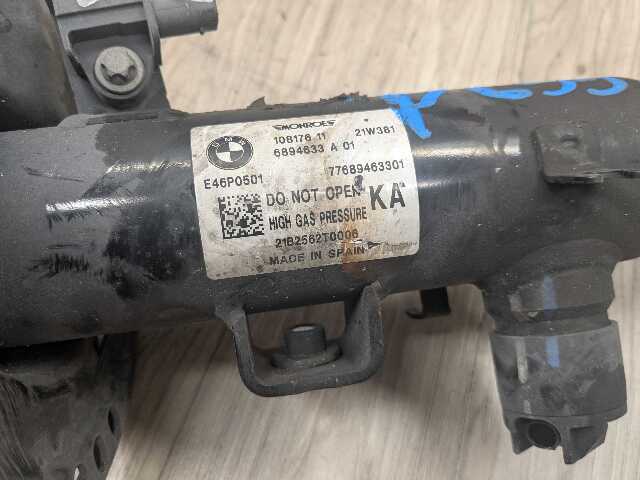 BMW
MONROE
108176 11 21W381
6894633 A 01
E46P0501 77689463301
DO NOT OPEN KA
HIGH GAS PRESSURE
21B2562T0006
MADE IN SPAIN